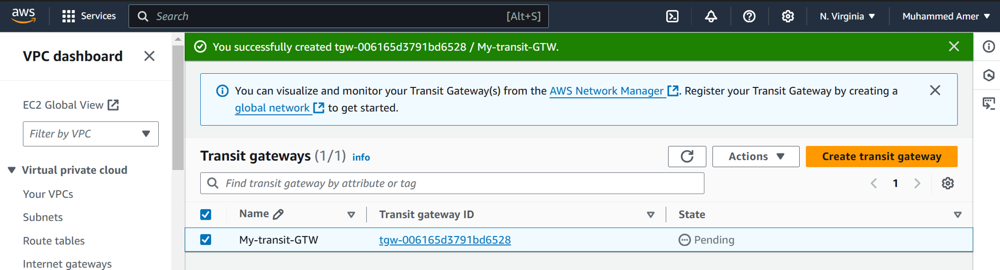 aws
Services
Search [Alt+S]
N. Virginia
Muhammed Amer
VPC dashboard
EC2 Global View
Filter by VPC
Virtual private cloud
Your VPCs
Subnets
Route tables
Internet gateways
You successfully created tgw-006165d3791bd6528 / My-transit-GTW.
You can visualize and monitor your Transit Gateway(s) from the AWS Network Manager . Register your Transit Gateway by creating a
global network to get started.
Transit gateways (1/1) info
Actions
Create transit gateway
Find transit gateway by attribute or tag
1
Name Transit gateway ID State
My-transit-GTW tgw-006165d3791bd6528 Pending